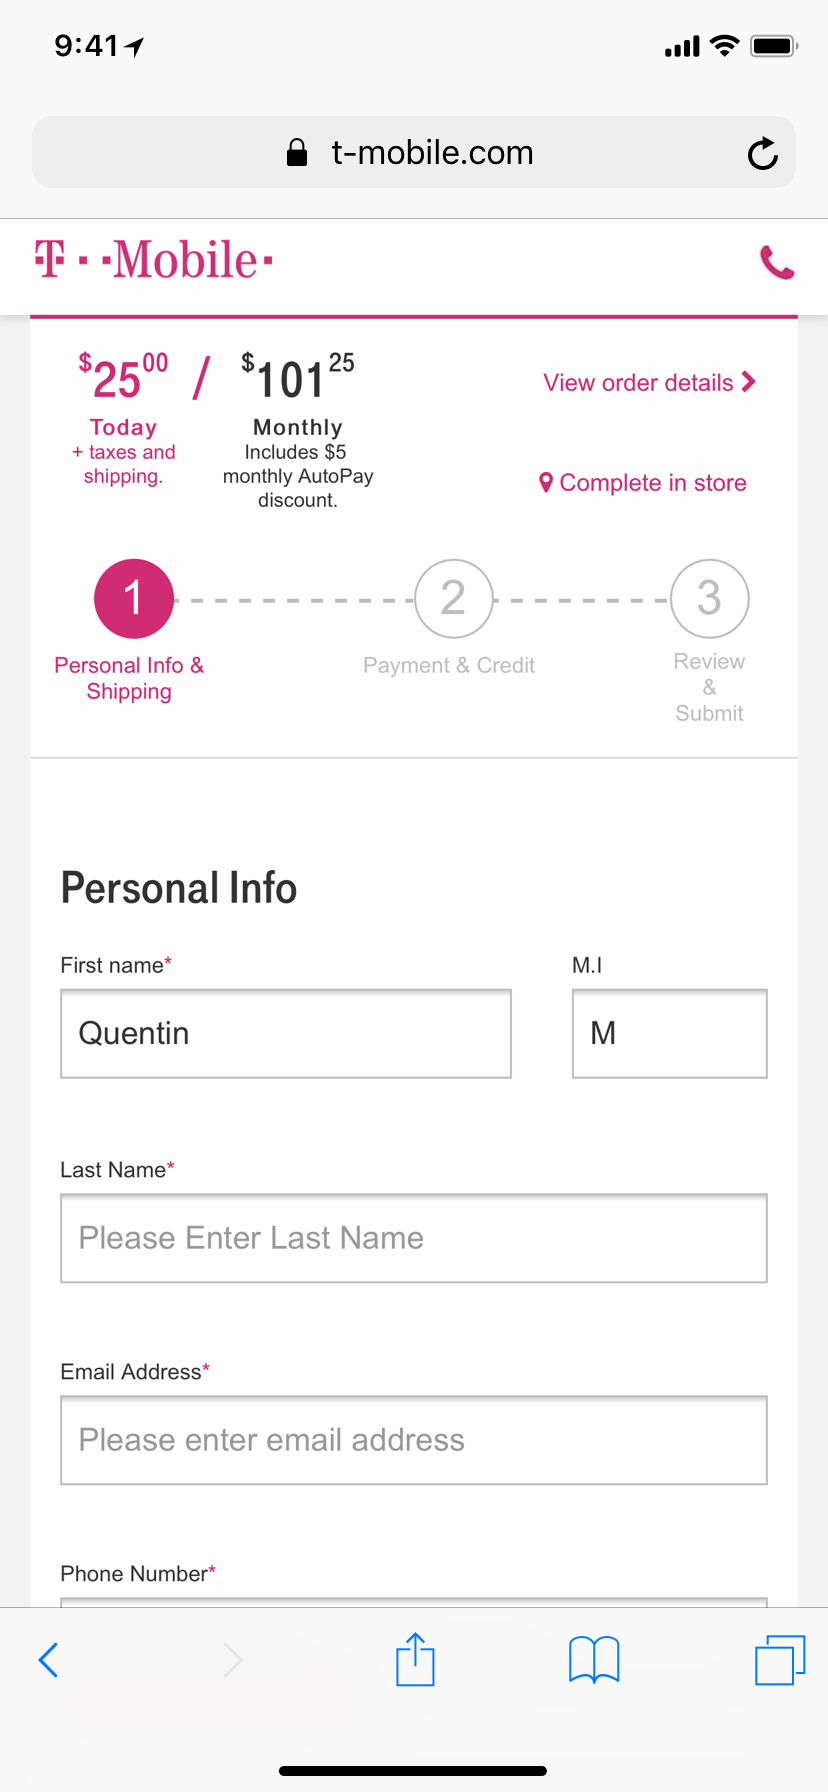 9:41
t-mobile.com
T··Mobile·
$25 00 / $101 25
View order details
Today
Monthly
+ taxes and
shipping.
Includes $5
monthly AutoPay
discount.
Complete in store
1
2
3
Personal Info &
Shipping
Payment & Credit
Review
&
Submit
Personal Info
First name*
M.I
Quentin
M
Last Name*
Please Enter Last Name
Email Address*
Please enter email address
Phone Number*